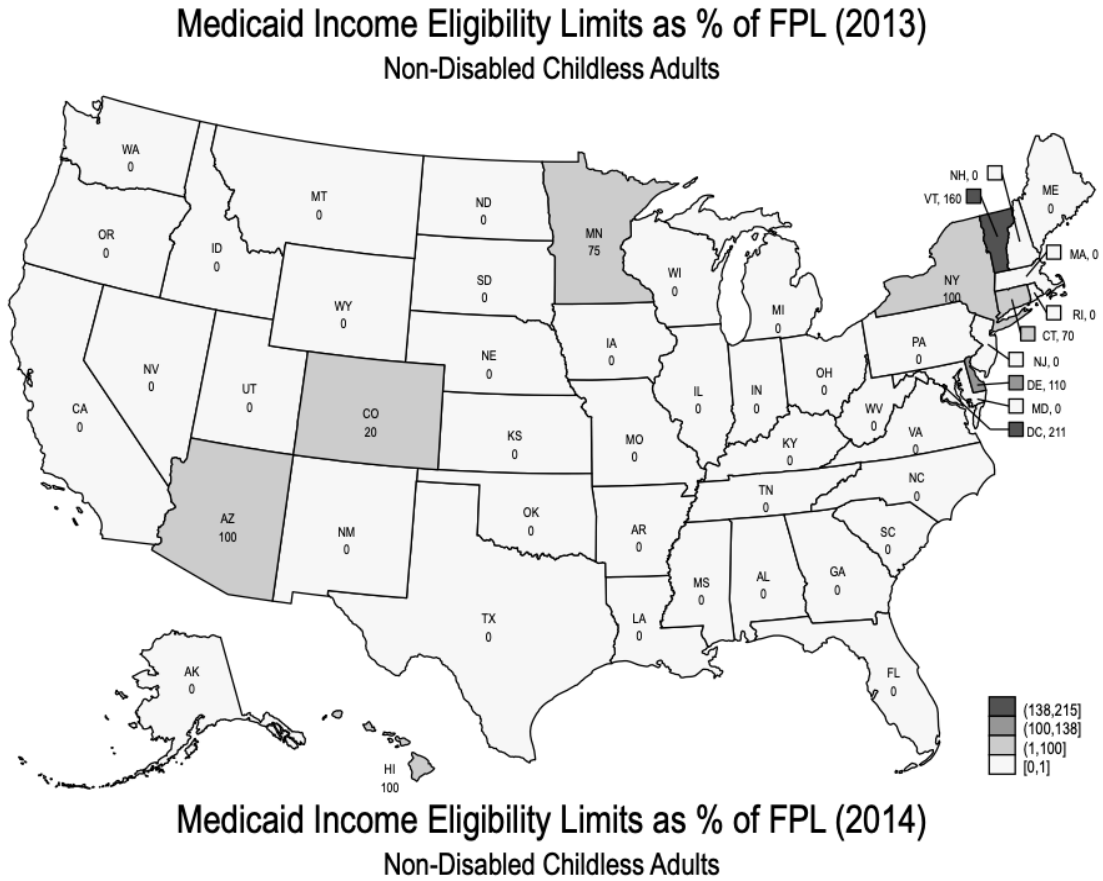 Medicaid Income Eligibility Limits as % of FPL (2013)
Non-Disabled Childless Adults
WA
0
MT
0
ND
0
MN
75
OR
0
ID
0
SD
0
WI
0
WY
0
MI
0
NY
100
NH, 0
VT, 160
ME
0
MA, 0
RI, 0
CT, 70
NJ, 0
DE, 110
MD, 0
DC, 211
NV
0
UT
0
CA
0
CO
20
NE
0
IA
0
IL
0
IN
0
OH
0
PA
0
WV
0
VA
0
KS
0
MO
0
KY
0
NC
0
TN
0
AZ
100
NM
0
OK
0
AR
0
SC
0
MS
0
AL
0
GA
0
TX
0
LA
0
FL
0
AK
0
HI
100
(138,215]
(100,138]
(1,100]
[0,1]
Medicaid Income Eligibility Limits as % of FPL (2014)
Non-Disabled Childless Adults